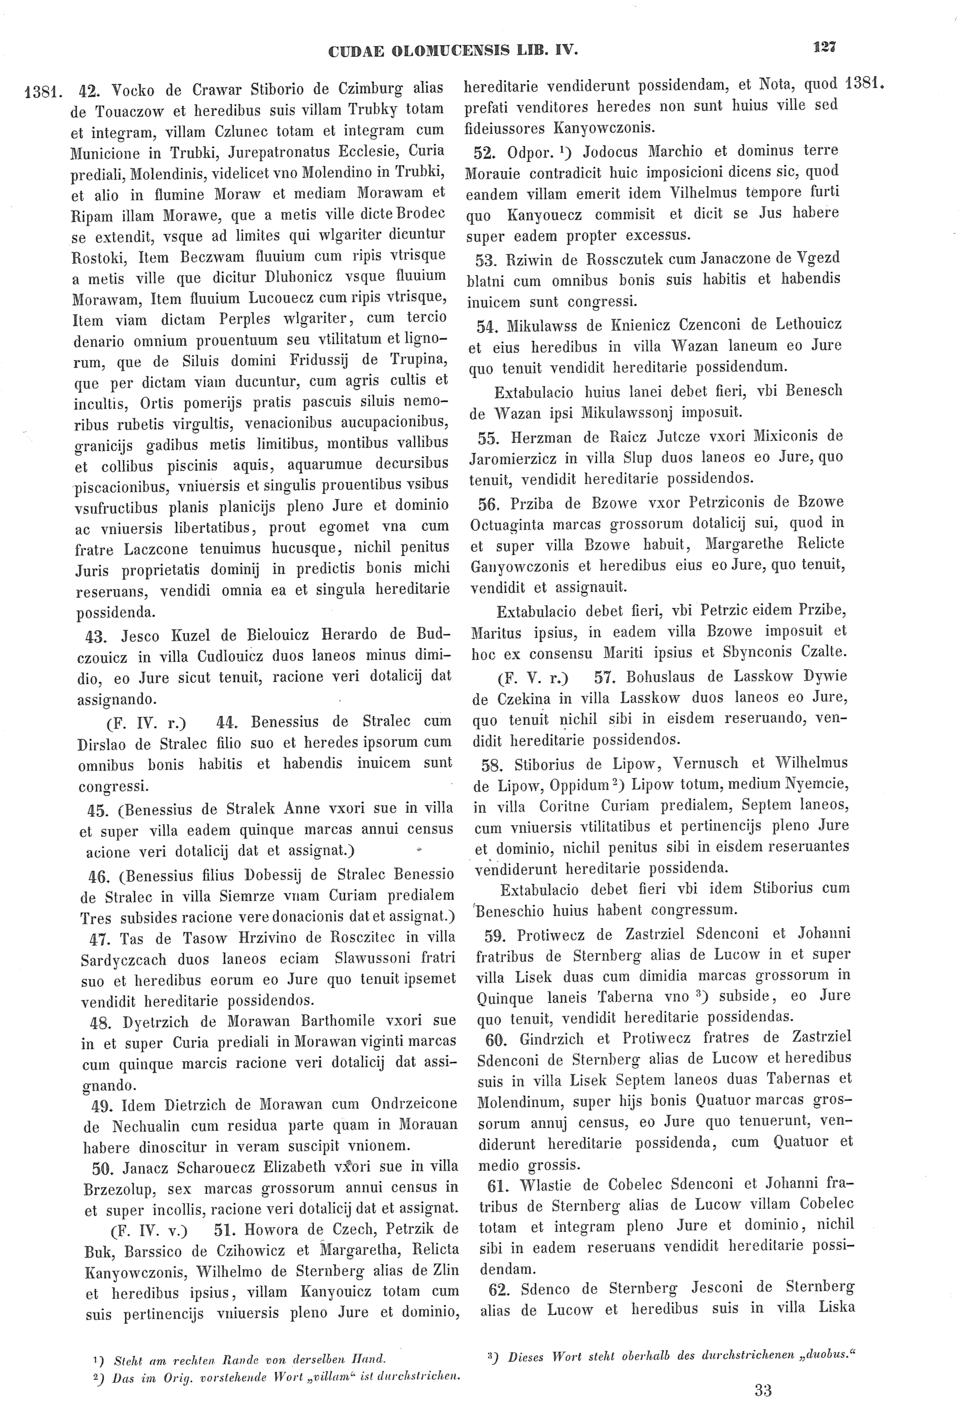 CUDAE OLOMUCENSIS LIB. IV. 127
1381. 42. Vocko de Crawar Stiborio de Czimburg alias
de Touaczow et heredibus suis villam Trubky totam
et integram, villam Czlunec totam et integram cum
Municione in Trubki, Jurepatronatus Ecclesie, Curia
prediali, Molendinis, videlicet vno Molendino in Trubki,
et alio in flumine Moraw et mediam Morawam et
Ripam illam Morawe, que a metis ville dicte Brodec
se extendit, vsque ad limites qui wlgariter dicuntur
Rostoki, Item Beczwam fluuium cum ripis vtrisque
a metis ville que dicitur Dluhonicz vsque fluuium
Morawam, Item fluuium Lucouecz cum ripis vtrisque,
Item viam dictam Perples wlgariter, cum tercio
denario omnium prouentuum seu vtilitatum et ligno-
rum, que de Siluis domini Fridussij de Trupina,
que per dictam viam ducuntur, cum agris cultis et
incultis, Ortis pomerijs pratis pascuis siluis nemo-
ribus rubetis virgultis, venacionibus aucupacionibus,
granicijs gadibus metis limitibus, montibus vallibus
et collibus piscinis aquis, aquarumue decursibus
piscacionibus, vniuersis et singulis prouentibus vsibus
vsufructibus planis planicijs pleno Jure et dominio
ac vniuersis libertatibus, prout egomet vna cum
fratre Laczcone tenuimus hucusque, nichil penitus
Juris proprietatis dominij in predictis bonis michi
reseruans, vendidi omnia ea et singula hereditarie
possidenda.
43. Jesco Kuzel de Bielouicz Herardo de Bud-
czouicz in villa Cudlouicz duos laneos minus dimi-
dio, eo Jure sicut tenuit, racione veri dotalicij dat
assignando.
(F. IV. r.) 44. Benessius de Stralec cum
Dirslao de Stralec filio suo et heredes ipsorum cum
omnibus bonis habitis et habendis inuicem sunt
congressi.
45. (Benessius de Stralek Anne vxori sue in villa
et super villa eadem quinque marcas annui census
acione veri dotalicij dat et assignat.)
46. (Benessius filius Dobessij de Stralec Benessio
de Stralec in villa Siemrze vnam Curiam predialem
Tres subsides racione vere donacionis dat et assignat.)
47. Tas de Tasow Hrzivino de Rosczitec in villa
Sardyczcach duos laneos eciam Slawussoni fratri
suo et heredibus eorum eo Jure quo tenuit ipsemet
vendidit hereditarie possidendos.
48. Dyetrzich de Morawan Barthomile vxori sue
in et super Curia prediali in Morawan viginti marcas
cum quinque marcis racione veri dotalicij dat assi-
gnando.
49. Idem Dietrzich de Morawan cum Ondrzeicone
de Nechualin cum residua parte quam in Morauan
habere dinoscitur in veram suscipit vnionem.
50. Janacz Scharouecz Elizabeth vxori sue in villa
Brzezolup, sex marcas grossorum annui census in
et super incollis, racione veri dotalicij dat et assignat.
(F. IV. v.) 51. Howora de Czech, Petrzik de
Buk, Barssico de Czihowicz et Margaretha, Relicta
Kanyowczonis, Wilhelmo de Sternberg alias de Zlin
et heredibus ipsius, villam Kanyouicz totam cum
suis pertinencijs vniuersis pleno Jure et dominio,
hereditarie vendiderunt possidendam, et Nota, quod 1381.
prefati venditores heredes non sunt huius ville sed
fideiussores Kanyowczonis.
52. Odpor. ¹) Jodocus Marchio et dominus terre
Morauie contradicit huic imposicioni dicens sic, quod
eandem villam emerit idem Vilhelmus tempore furti
quo Kanyouecz commisit et dicit se Jus habere
super eadem propter excessus.
53. Rziwin de Rossczutek cum Janaczone de Vgezd
blatni cum omnibus bonis suis habitis et habendis
inuicem sunt congressi.
54. Mikulawss de Knienicz Czenconi de Lethouicz
et eius heredibus in villa Wazan laneum eo Jure
quo tenuit vendidit hereditarie possidendum.
Extabulacio huius lanei debet fieri, vbi Benesch
de Wazan ipsi Mikulawssonj imposuit.
55. Herzman de Raicz Jutcze vxori Mixiconis de
Jaromierzicz in villa Slup duos laneos eo Jure, quo
tenuit, vendidit hereditarie possidendos.
56. Prziba de Bzowe vxor Petrziconis de Bzowe
Octuaginta marcas grossorum dotalicij sui, quod in
et super villa Bzowe habuit, Margarethe Relicte
Ganyowczonis et heredibus eius eo Jure, quo tenuit,
vendidit et assignauit.
Extabulacio debet fieri, vbi Petrzic eidem Przibe,
Maritus ipsius, in eadem villa Bzowe imposuit et
hoc ex consensu Mariti ipsius et Sbynconis Czalte.
(F. V. r.) 57. Bohuslaus de Lasskow Dywie
de Czekina in villa Lasskow duos laneos eo Jure,
quo tenuit nichil sibi in eisdem reseruando, ven-
didit hereditarie possidendos.
58. Stiborius de Lipow, Vernusch et Wilhelmus
de Lipow, Oppidum ²) Lipow totum, medium Nyemcie,
in villa Coritne Curiam predialem, Septem laneos,
cum vniuersis vtilitatibus et pertinencijs pleno Jure
et dominio, nichil penitus sibi in eisdem reseruantes
vendiderunt hereditarie possidenda.
Extabulacio debet fieri vbi idem Stiborius cum
Beneschio huius habent congressum.
59. Protiwecz de Zastrziel Sdenconi et Johanni
fratribus de Sternberg alias de Lucow in et super
villa Lisek duas cum dimidia marcas grossorum in
Quinque laneis Taberna vno ³) subside, eo Jure
quo tenuit, vendidit hereditarie possidendas.
60. Gindrzich et Protiwecz fratres de Zastrziel
Sdenconi de Sternberg alias de Lucow et heredibus
suis in villa Lisek Septem laneos duas Tabernas et
Molendinum, super hijs bonis Quatuor marcas gros-
sorum annuj census, eo Jure quo tenuerunt, ven-
diderunt hereditarie possidenda, cum Quatuor et
medio grossis.
61. Wlastie de Cobelec Sdenconi et Johanni fra-
tribus de Sternberg alias de Lucow villam Cobelec
totam et integram pleno Jure et dominio, nichil
sibi in eadem reseruans vendidit hereditarie possi-
dendam.
62. Sdenco de Sternberg Jesconi de Sternberg
alias de Lucow et heredibus suis in villa Liska
¹) Steht am rechten Rande von derselben Hand.
²) Das im Orig. vorstehende Wort „villam“ ist durchstrichen.
³) Dieses Wort steht oberhalb des durchstrichenen „duobus.“
33